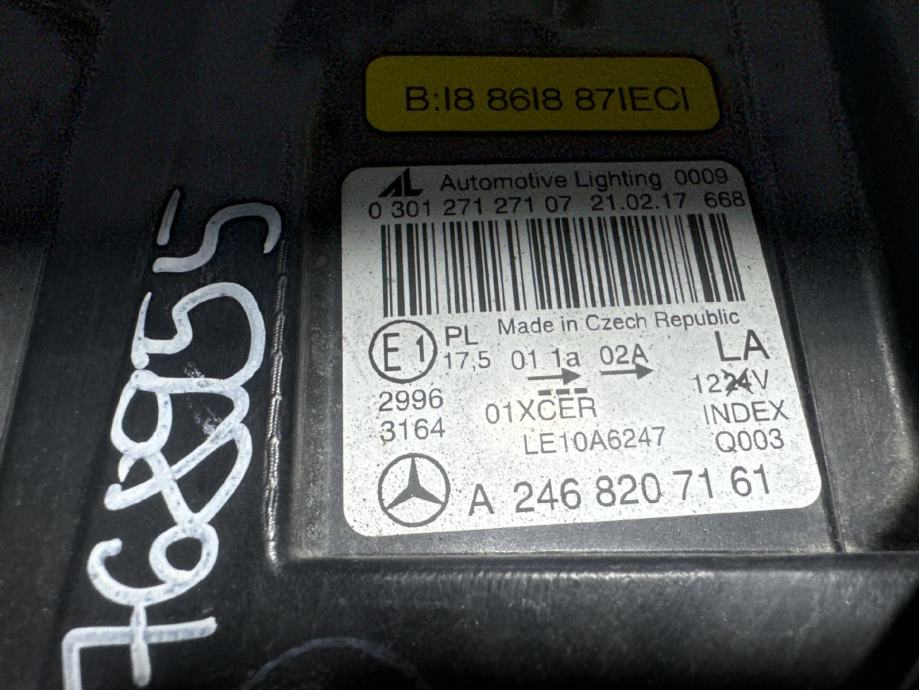 B:I8 86I8 87IECI
AL Automotive Lighting 0009
0 301 271 271 07 21.02.17 668
Made in Czech Republic
E1 PL 17,5 01 1a 02A LA
1224V
2996 01XCER INDEX
3164 LE10A6247 Q003
A 246 820 71 61
768955